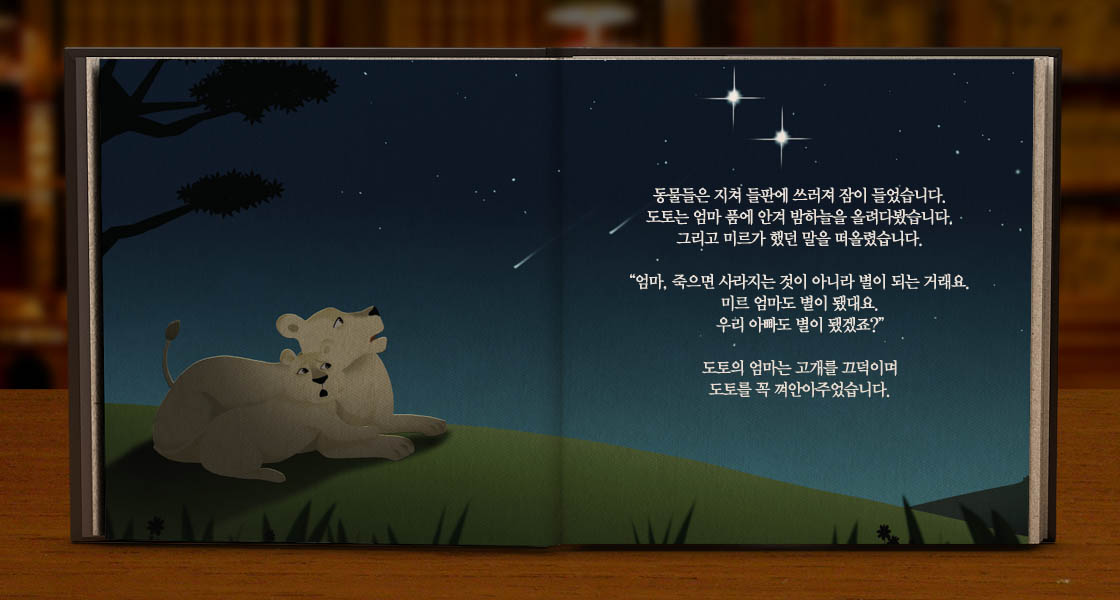 동물들은 지쳐 들판에 쓰러져 잠이 들었습니다.
도토는 엄마 품에 안겨 밤하늘을 올려다봤습니다.
그리고 미르가 했던 말을 떠올렸습니다.
“엄마, 죽으면 사라지는 것이 아니라 별이 되는 거래요.
미르 엄마도 별이 됐대요.
우리 아빠도 별이 됐겠죠?”
도토의 엄마는 고개를 끄덕이며
도토를 꼭 껴안아주었습니다.